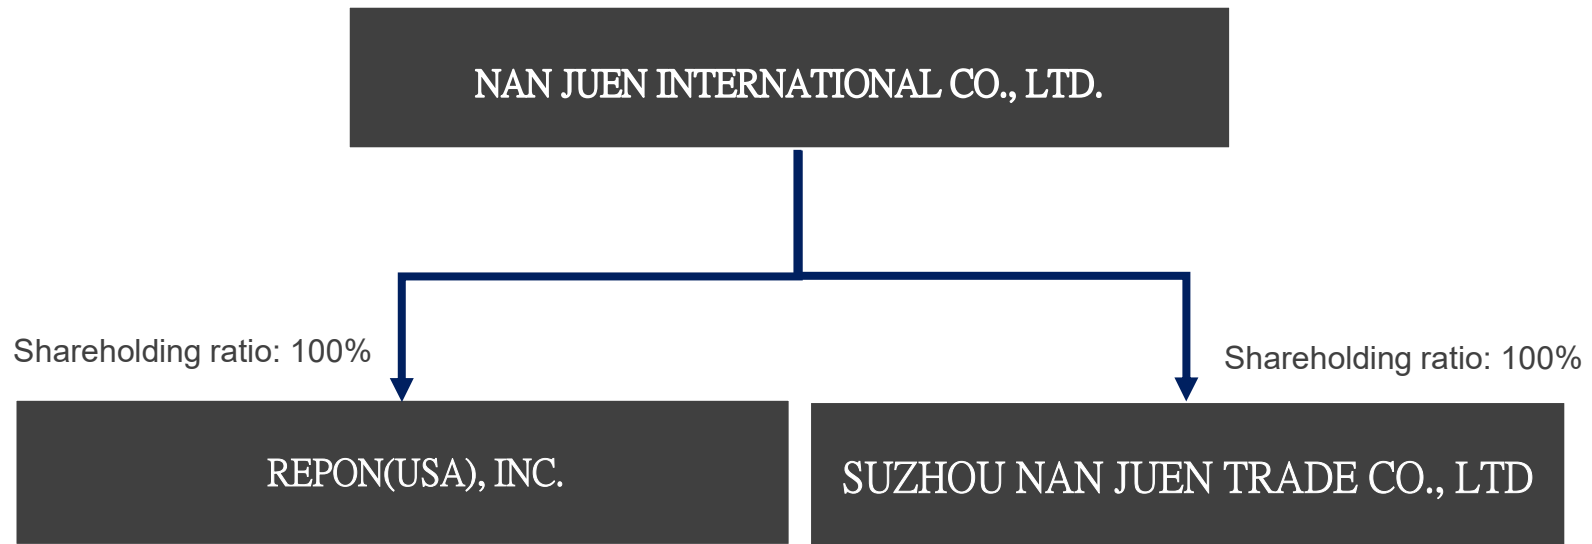 NAN JUEN INTERNATIONAL CO., LTD.
Shareholding ratio: 100%
Shareholding ratio: 100%
REPON(USA), INC.
SUZHOU NAN JUEN TRADE CO., LTD